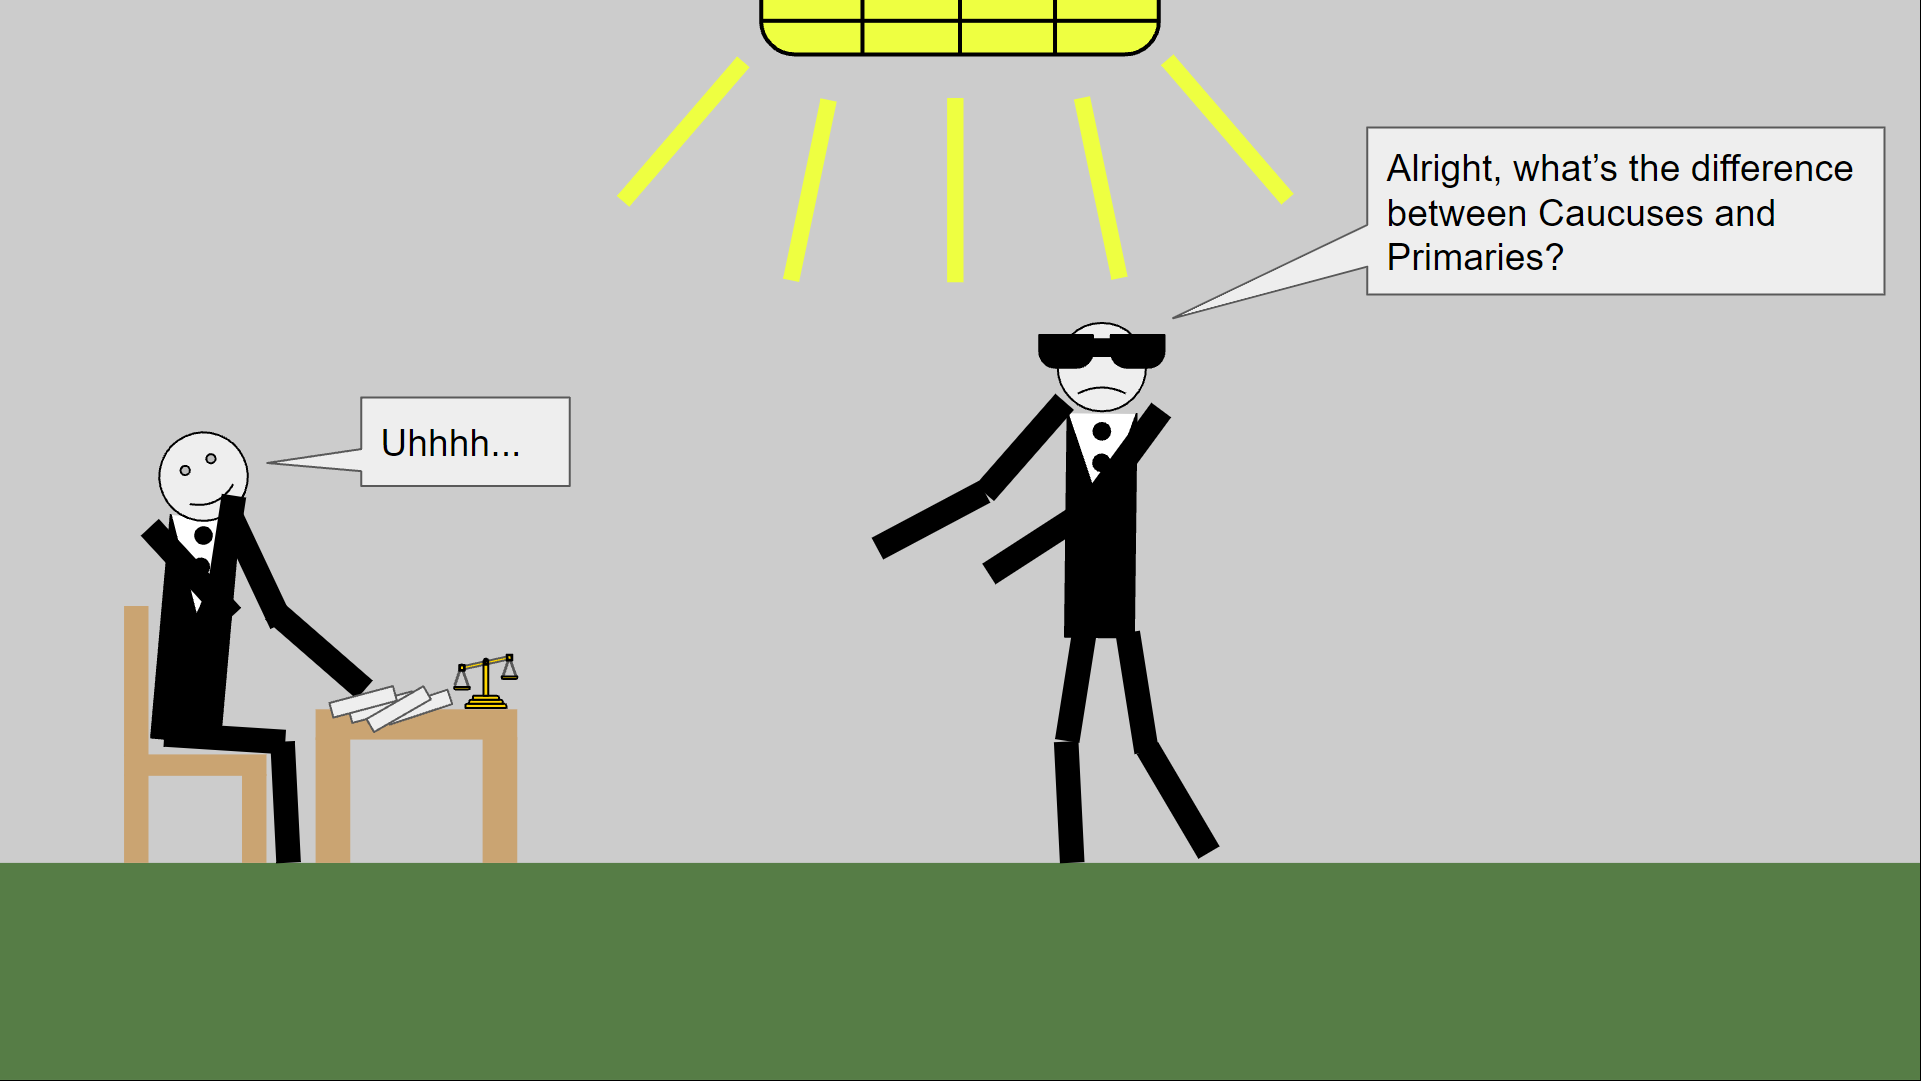 Alright, what’s the difference
between Caucuses and
Primaries?
Uhhhh...